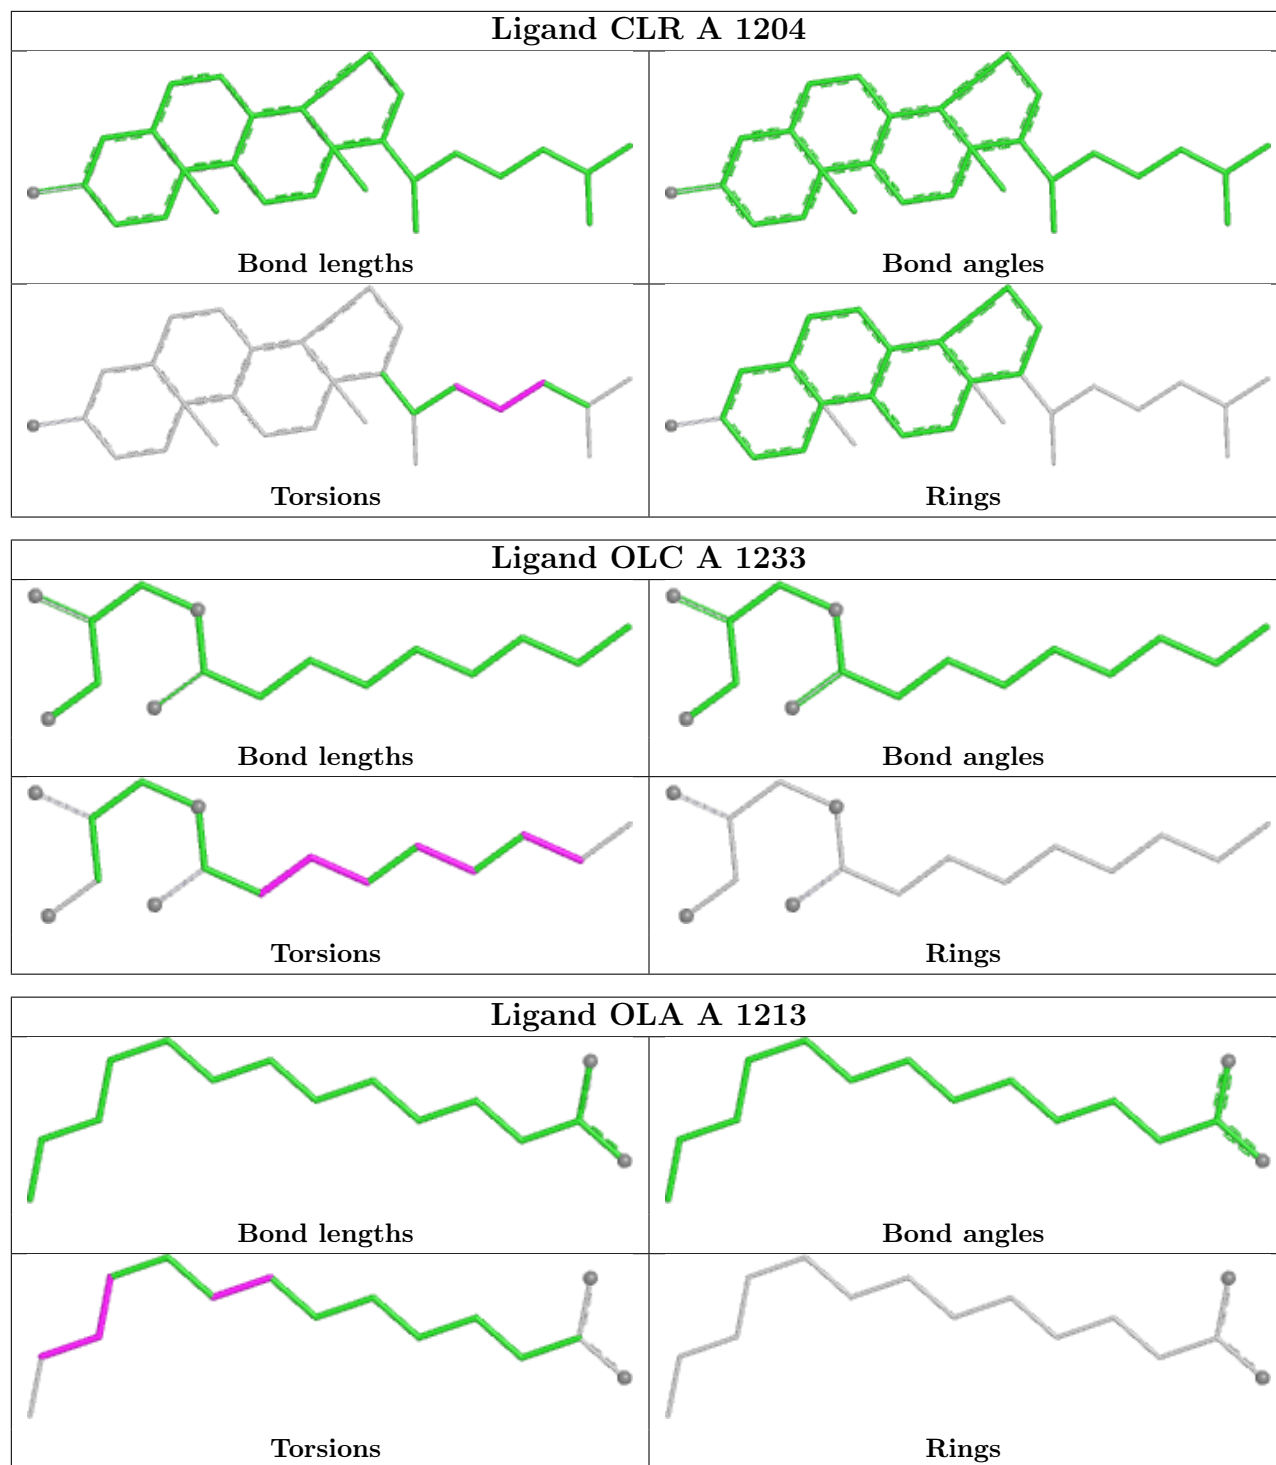 Ligand CLR A 1204
Bond lengths
Bond angles
Torsions
Rings
Ligand OLC A 1233
Bond lengths
Bond angles
Torsions
Rings
Ligand OLA A 1213
Bond lengths
Bond angles
Torsions
Rings